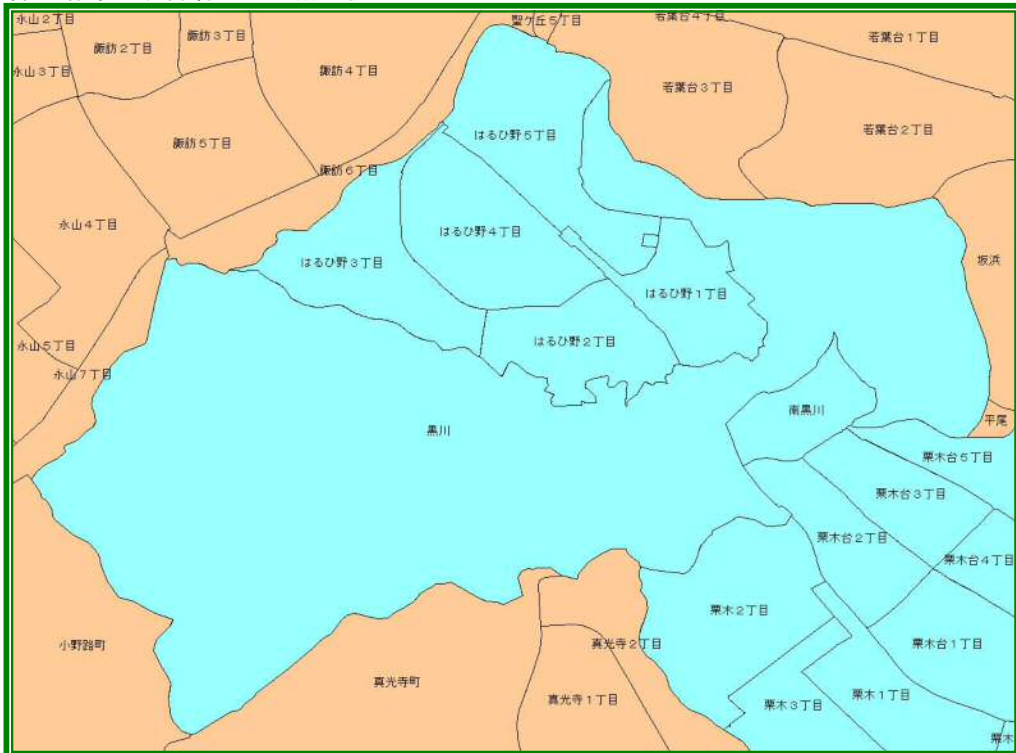 永山2丁目
諏訪2丁目
諏訪3丁目
聖ケ丘5丁目
若葉台4丁目
若葉台1丁目
永山3丁目
諏訪4丁目
若葉台3丁目
諏訪5丁目
はるひ野5丁目
若葉台2丁目
諏訪6丁目
永山4丁目
はるひ野4丁目
はるひ野3丁目
坂浜
はるひ野1丁目
永山5丁目
はるひ野2丁目
永山7丁目
南黒川
平尾
黒川
栗木台5丁目
栗木台3丁目
栗木台2丁目
栗木台4丁目
栗木2丁目
小野路町
真光寺2丁目
栗木台1丁目
真光寺町
真光寺1丁目
栗木1丁目
栗木3丁目
栗木